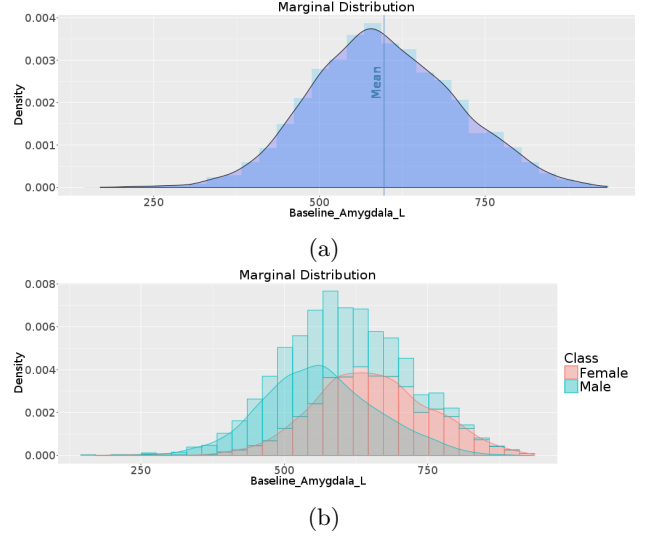 Marginal Distribution
0.004
0.003
0.002
0.001
0.000
Density
Mean
250 500 750
Baseline_Amygdala_L
(a)
Marginal Distribution
0.008
0.006
0.004
0.002
0.000
Density
250 500 750
Baseline_Amygdala_L
Class
Female
Male
(b)